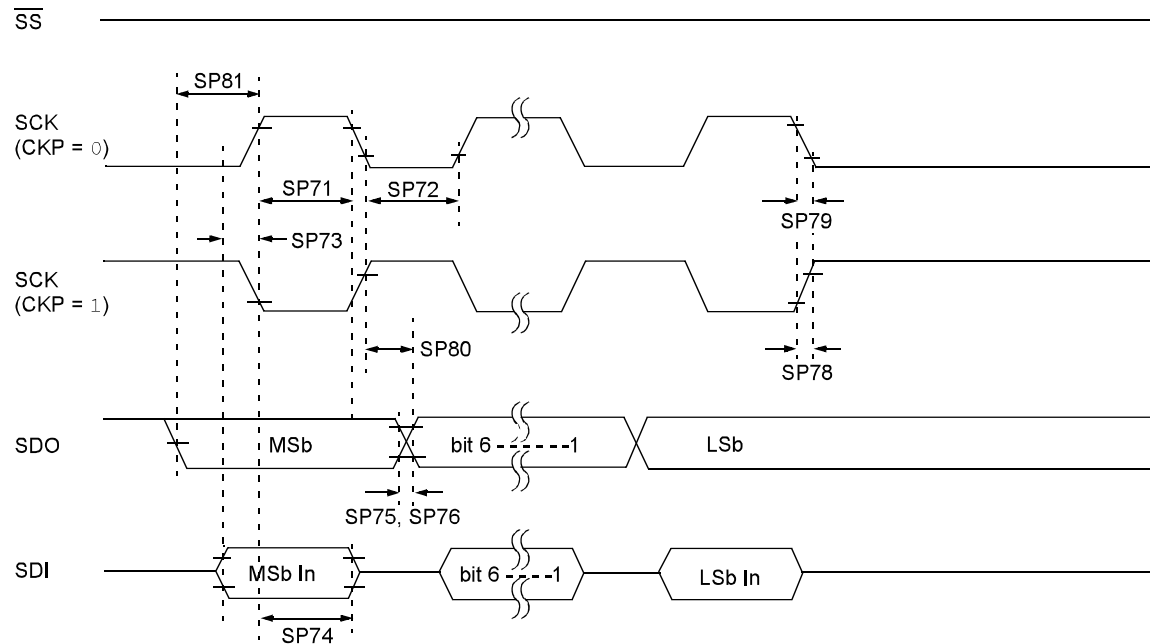 SS
SP81
SCK
(CKP = 0)
SP71
SP72
SP79
SP73
SCK
(CKP = 1)
SP80
SP78
SDO
MSb
bit 6 - - - - - - 1
LSb
SP75, SP76
SDI
MSb In
bit 6 - - - - 1
LSb In
SP74